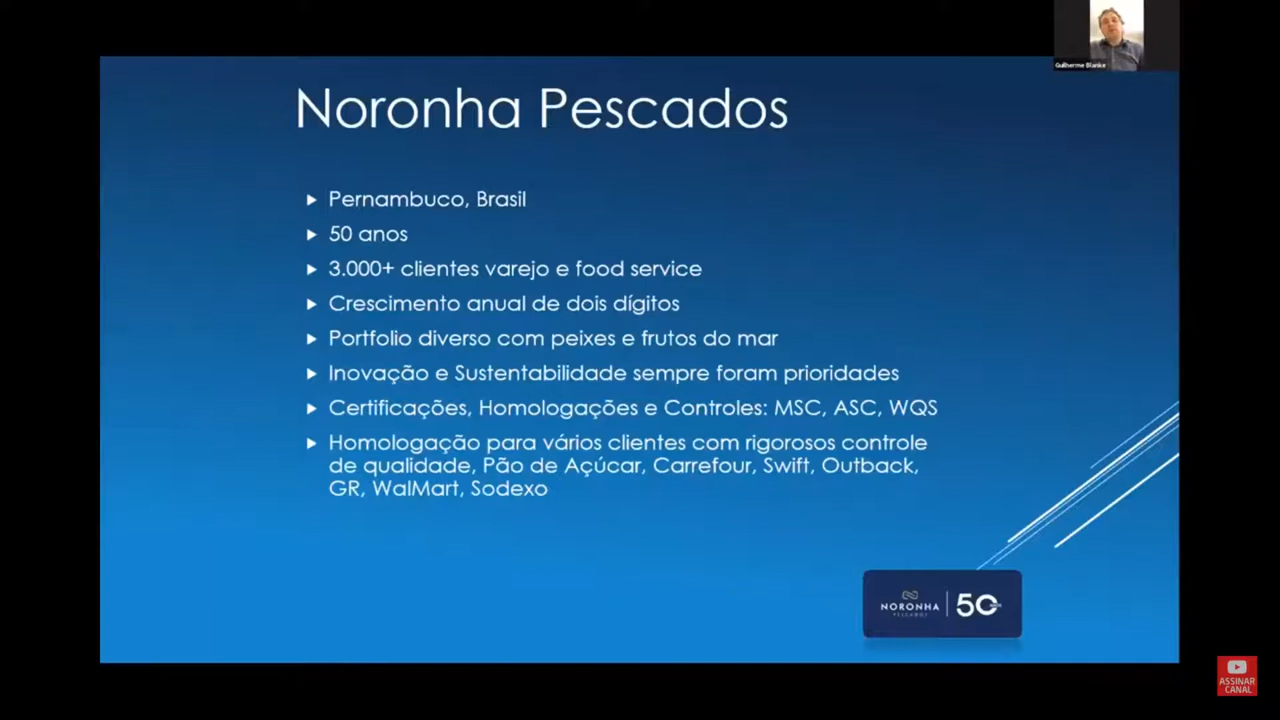 Guilherme Blanke
Noronha Pescados
Pernambuco, Brasil
50 anos
3.000+ clientes varejo e food service
Crescimento anual de dois dígitos
Portfolio diverso com peixes e frutos do mar
Inovação e Sustentabilidade sempre foram prioridades
Certificações, Homologações e Controles: MSC, ASC, WQS
Homologação para vários clientes com rigorosos controle
de qualidade, Pão de Açúcar, Carrefour, Swift, Outback,
GR, WalMart, Sodexo
NORONHA
PESCADOS
50
ASSINAR
CANAL